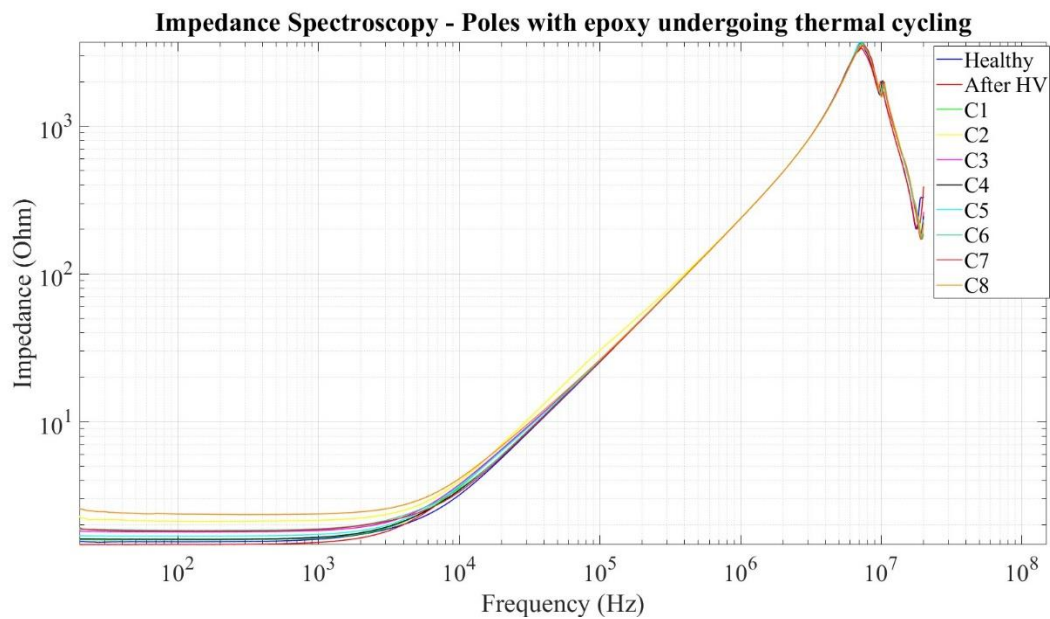 Impedance Spectroscopy - Poles with epoxy undergoing thermal cycling
Healthy
After HV
C1
C2
C3
C4
C5
C6
C7
C8
Impedance (Ohm)
10^3
10^2
10^1
10^2
10^3
10^4
10^5
10^6
10^7
10^8
Frequency (Hz)